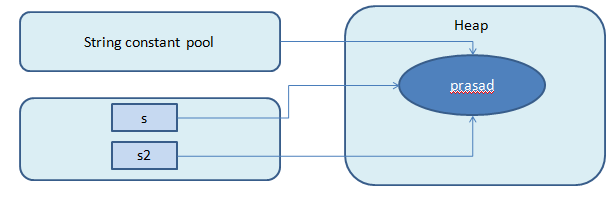 String constant pool
Heap
prasad
s
s2